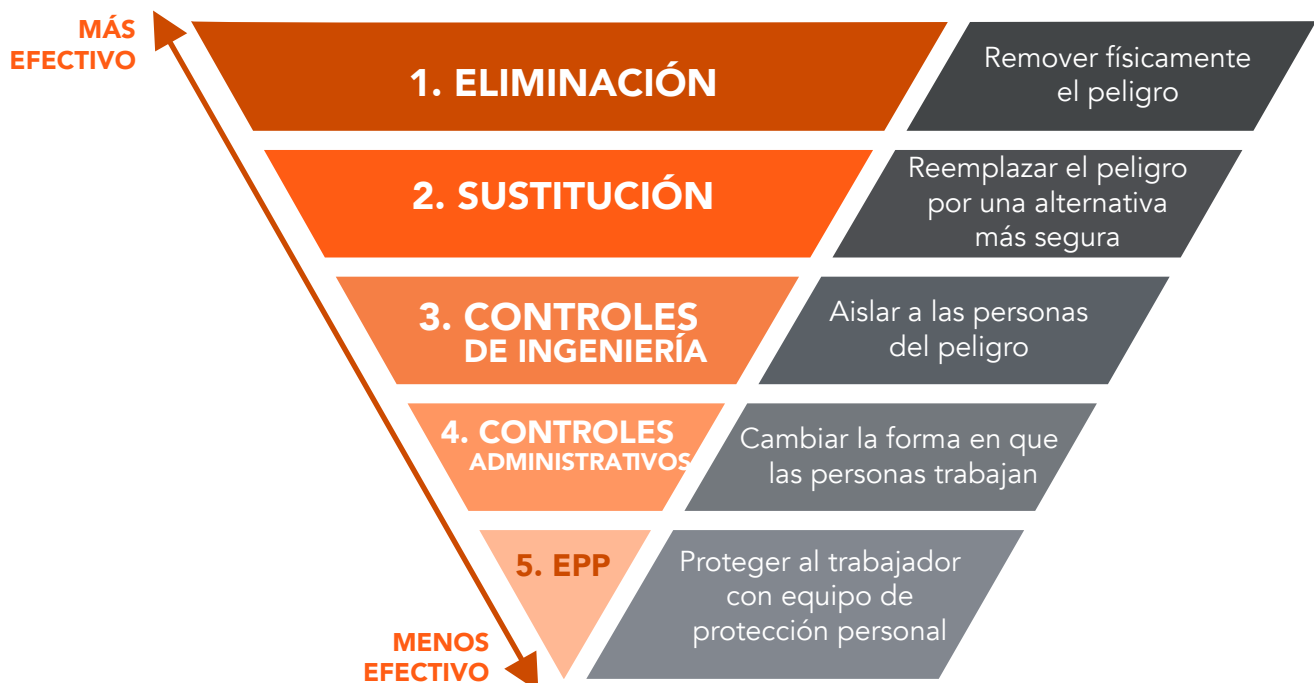 MÁS
EFECTIVO
1. ELIMINACIÓN
Remover físicamente
el peligro
2. SUSTITUCIÓN
Reemplazar el peligro
por una alternativa
más segura
3. CONTROLES
DE INGENIERÍA
Aislar a las personas
del peligro
4. CONTROLES
ADMINISTRATIVOS
Cambiar la forma en que
las personas trabajan
5. EPP
Proteger al trabajador
con equipo de
protección personal
MENOS
EFECTIVO